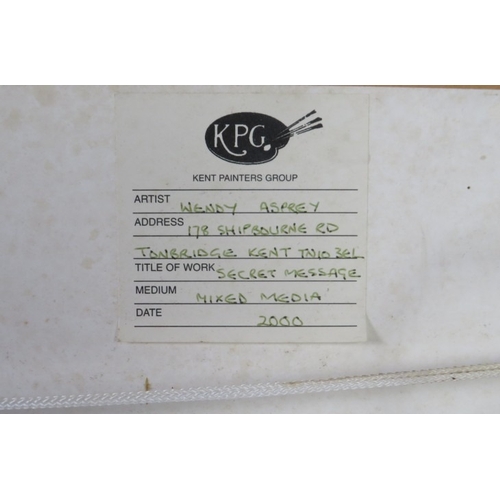 KPG.
KENT PAINTERS GROUP
ARTIST WENDY ASPREY
ADDRESS 178 SHIPBOURNE RD
TONBRIDGE KENT TN10 3EL
TITLE OF WORK SECRET MESSAGE
MEDIUM MIXED MEDIA
DATE 2000